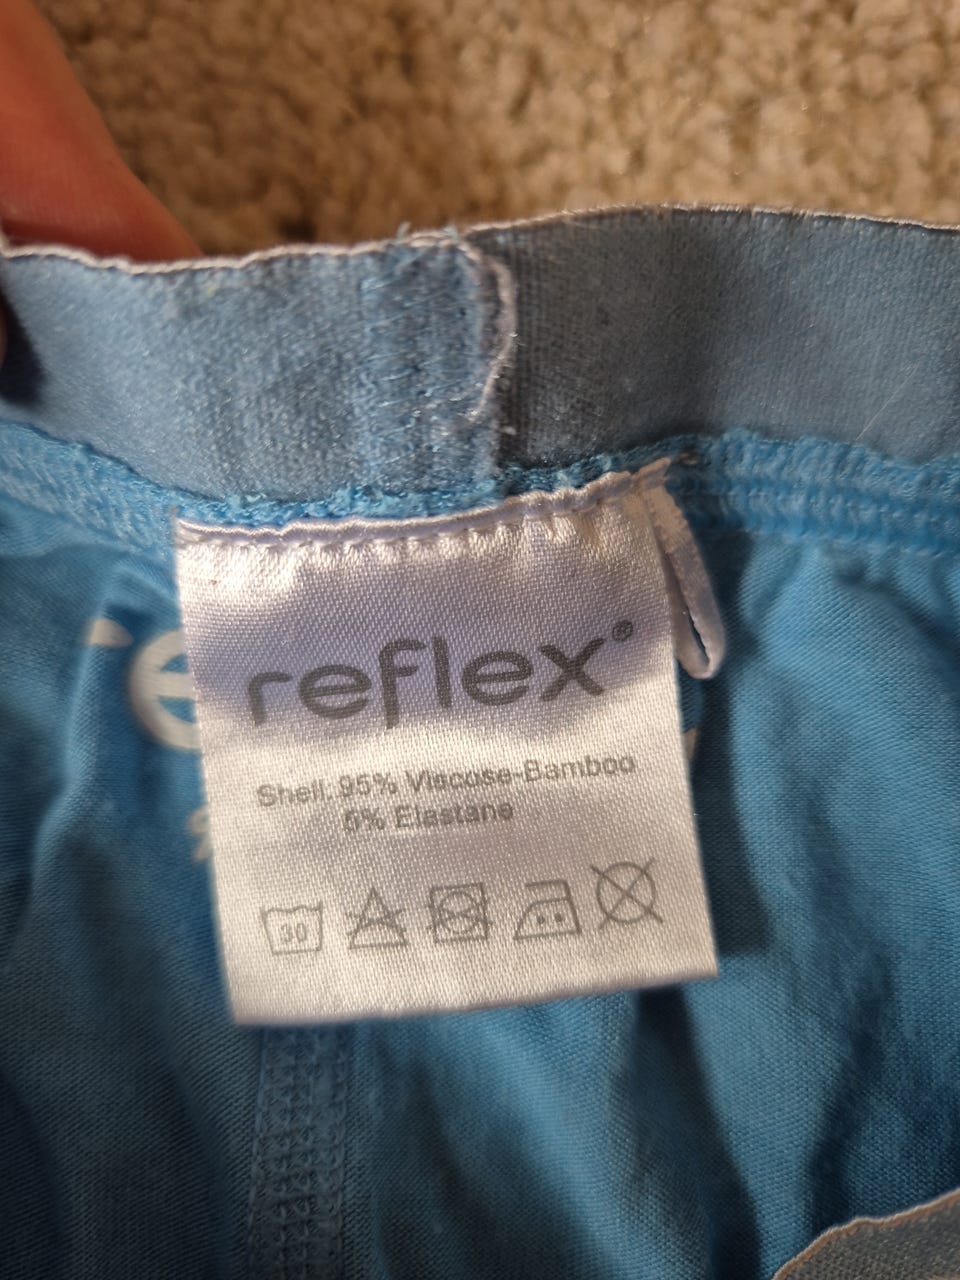 reflex®
Shell: 95% Viscose-Bamboo
5% Elastane
30